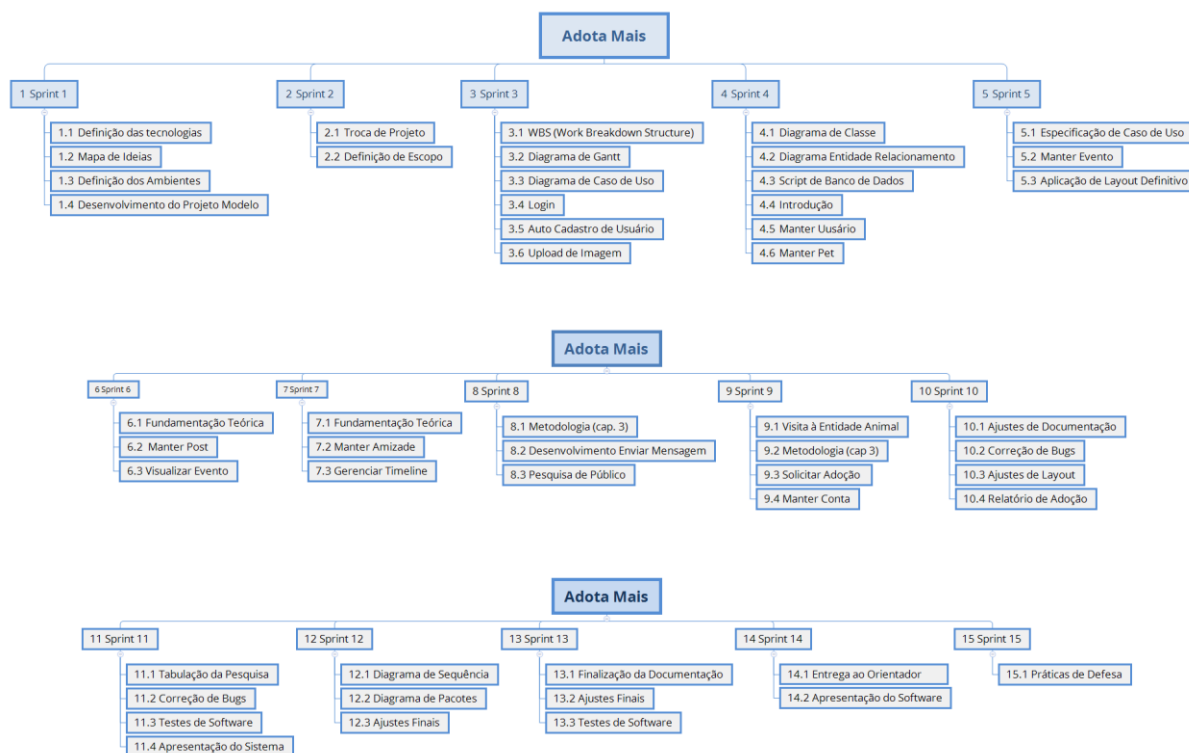 Adota Mais
1 Sprint 1
1.1 Definição das tecnologias
1.2 Mapa de Ideias
1.3 Definição dos Ambientes
1.4 Desenvolvimento do Projeto Modelo
2 Sprint 2
2.1 Troca de Projeto
2.2 Definição de Escopo
3 Sprint 3
3.1 WBS (Work Breakdown Structure)
3.2 Diagrama de Gantt
3.3 Diagrama de Caso de Uso
3.4 Login
3.5 Auto Cadastro de Usuário
3.6 Upload de Imagem
4 Sprint 4
4.1 Diagrama de Classe
4.2 Diagrama Entidade Relacionamento
4.3 Script de Banco de Dados
4.4 Introdução
4.5 Manter Uusário
4.6 Manter Pet
5 Sprint 5
5.1 Especificação de Caso de Uso
5.2 Manter Evento
5.3 Aplicação de Layout Definitivo
Adota Mais
6 Sprint 6
6.1 Fundamentação Teórica
6.2 Manter Post
6.3 Visualizar Evento
7 Sprint 7
7.1 Fundamentação Teórica
7.2 Manter Amizade
7.3 Gerenciar Timeline
8 Sprint 8
8.1 Metodologia (cap. 3)
8.2 Desenvolvimento Enviar Mensagem
8.3 Pesquisa de Público
9 Sprint 9
9.1 Visita à Entidade Animal
9.2 Metodologia (cap 3)
9.3 Solicitar Adoção
9.4 Manter Conta
10 Sprint 10
10.1 Ajustes de Documentação
10.2 Correção de Bugs
10.3 Ajustes de Layout
10.4 Relatório de Adoção
Adota Mais
11 Sprint 11
11.1 Tabulação da Pesquisa
11.2 Correção de Bugs
11.3 Testes de Software
11.4 Apresentação do Sistema
12 Sprint 12
12.1 Diagrama de Sequência
12.2 Diagrama de Pacotes
12.3 Ajustes Finais
13 Sprint 13
13.1 Finalização da Documentação
13.2 Ajustes Finais
13.3 Testes de Software
14 Sprint 14
14.1 Entrega ao Orientador
14.2 Apresentação do Software
15 Sprint 15
15.1 Práticas de Defesa